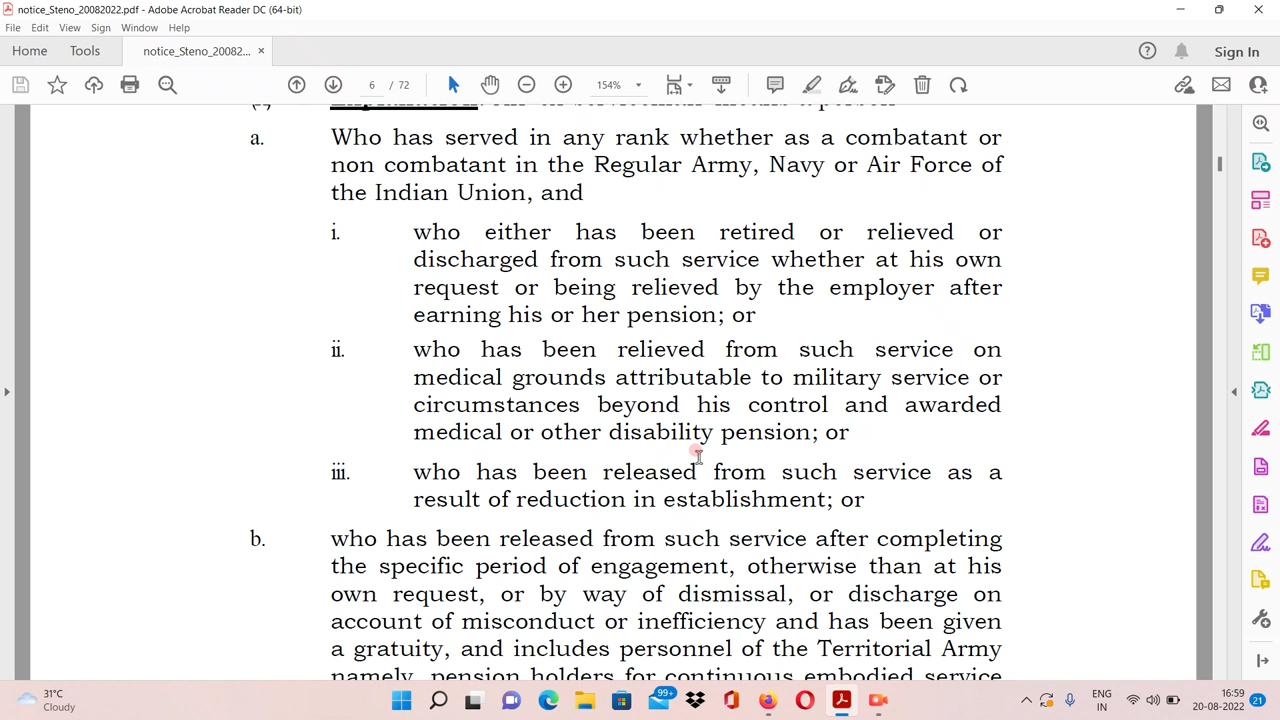 notice_Steno_20082022.pdf - Adobe Acrobat Reader DC (64-bit)
File Edit View Sign Window Help
Home Tools notice_Steno_20082... × Sign In
6 / 72 154%
a. Who has served in any rank whether as a combatant or
non combatant in the Regular Army, Navy or Air Force of
the Indian Union, and
i. who either has been retired or relieved or
discharged from such service whether at his own
request or being relieved by the employer after
earning his or her pension; or
ii. who has been relieved from such service on
medical grounds attributable to military service or
circumstances beyond his control and awarded
medical or other disability pension; or
iii. who has been released from such service as a
result of reduction in establishment; or
b. who has been released from such service after completing
the specific period of engagement, otherwise than at his
own request, or by way of dismissal, or discharge on
account of misconduct or inefficiency and has been given
a gratuity, and includes personnel of the Territorial Army
namely, pension holders for continuous embodied service
31°C
Cloudy
99+
ENG
IN
16:59
20-08-2022
21